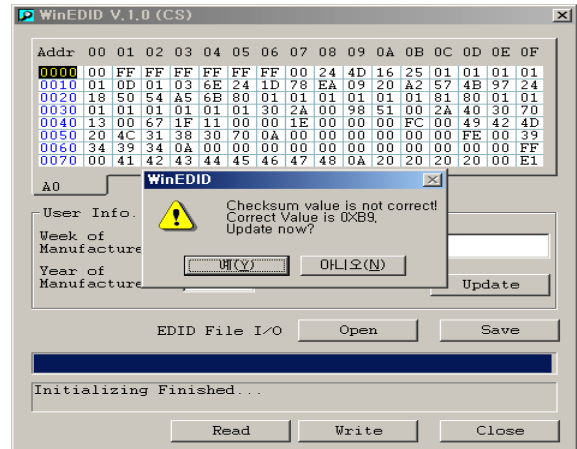 WinEDID V.1.0 (CS)
Addr 00 01 02 03 04 05 06 07 08 09 0A 0B 0C 0D 0E 0F
0000 00 FF FF FF FF FF FF 00 24 4D 16 25 01 01 01 01
0010 01 0D 01 03 6E 24 1D 78 EA 09 20 A2 57 4B 97 24
0020 18 50 54 A5 6B 80 01 01 01 01 01 01 81 80 01 01
0030 01 01 01 01 01 01 30 2A 00 98 51 00 2A 40 30 70
0040 13 00 67 1F 11 00 00 1E 00 00 00 FC 00 49 42 4D
0050 20 4C 31 38 30 70 0A 00 00 00 00 00 00 FE 00 39
0060 34 39 34 0A 00 00 00 00 00 00 00 00 00 00 00 FF
0070 00 41 42 43 44 45 46 47 48 0A 20 20 20 20 00 E1
A0
WinEDID
Checksum value is not correct!
Correct Value is 0XB9,
Update now?
예(Y)
아니오(N)
User Info.
Week of
Manufacture
Year of
Manufacture
Update
EDID File I/O
Open
Save
Initializing Finished...
Read
Write
Close